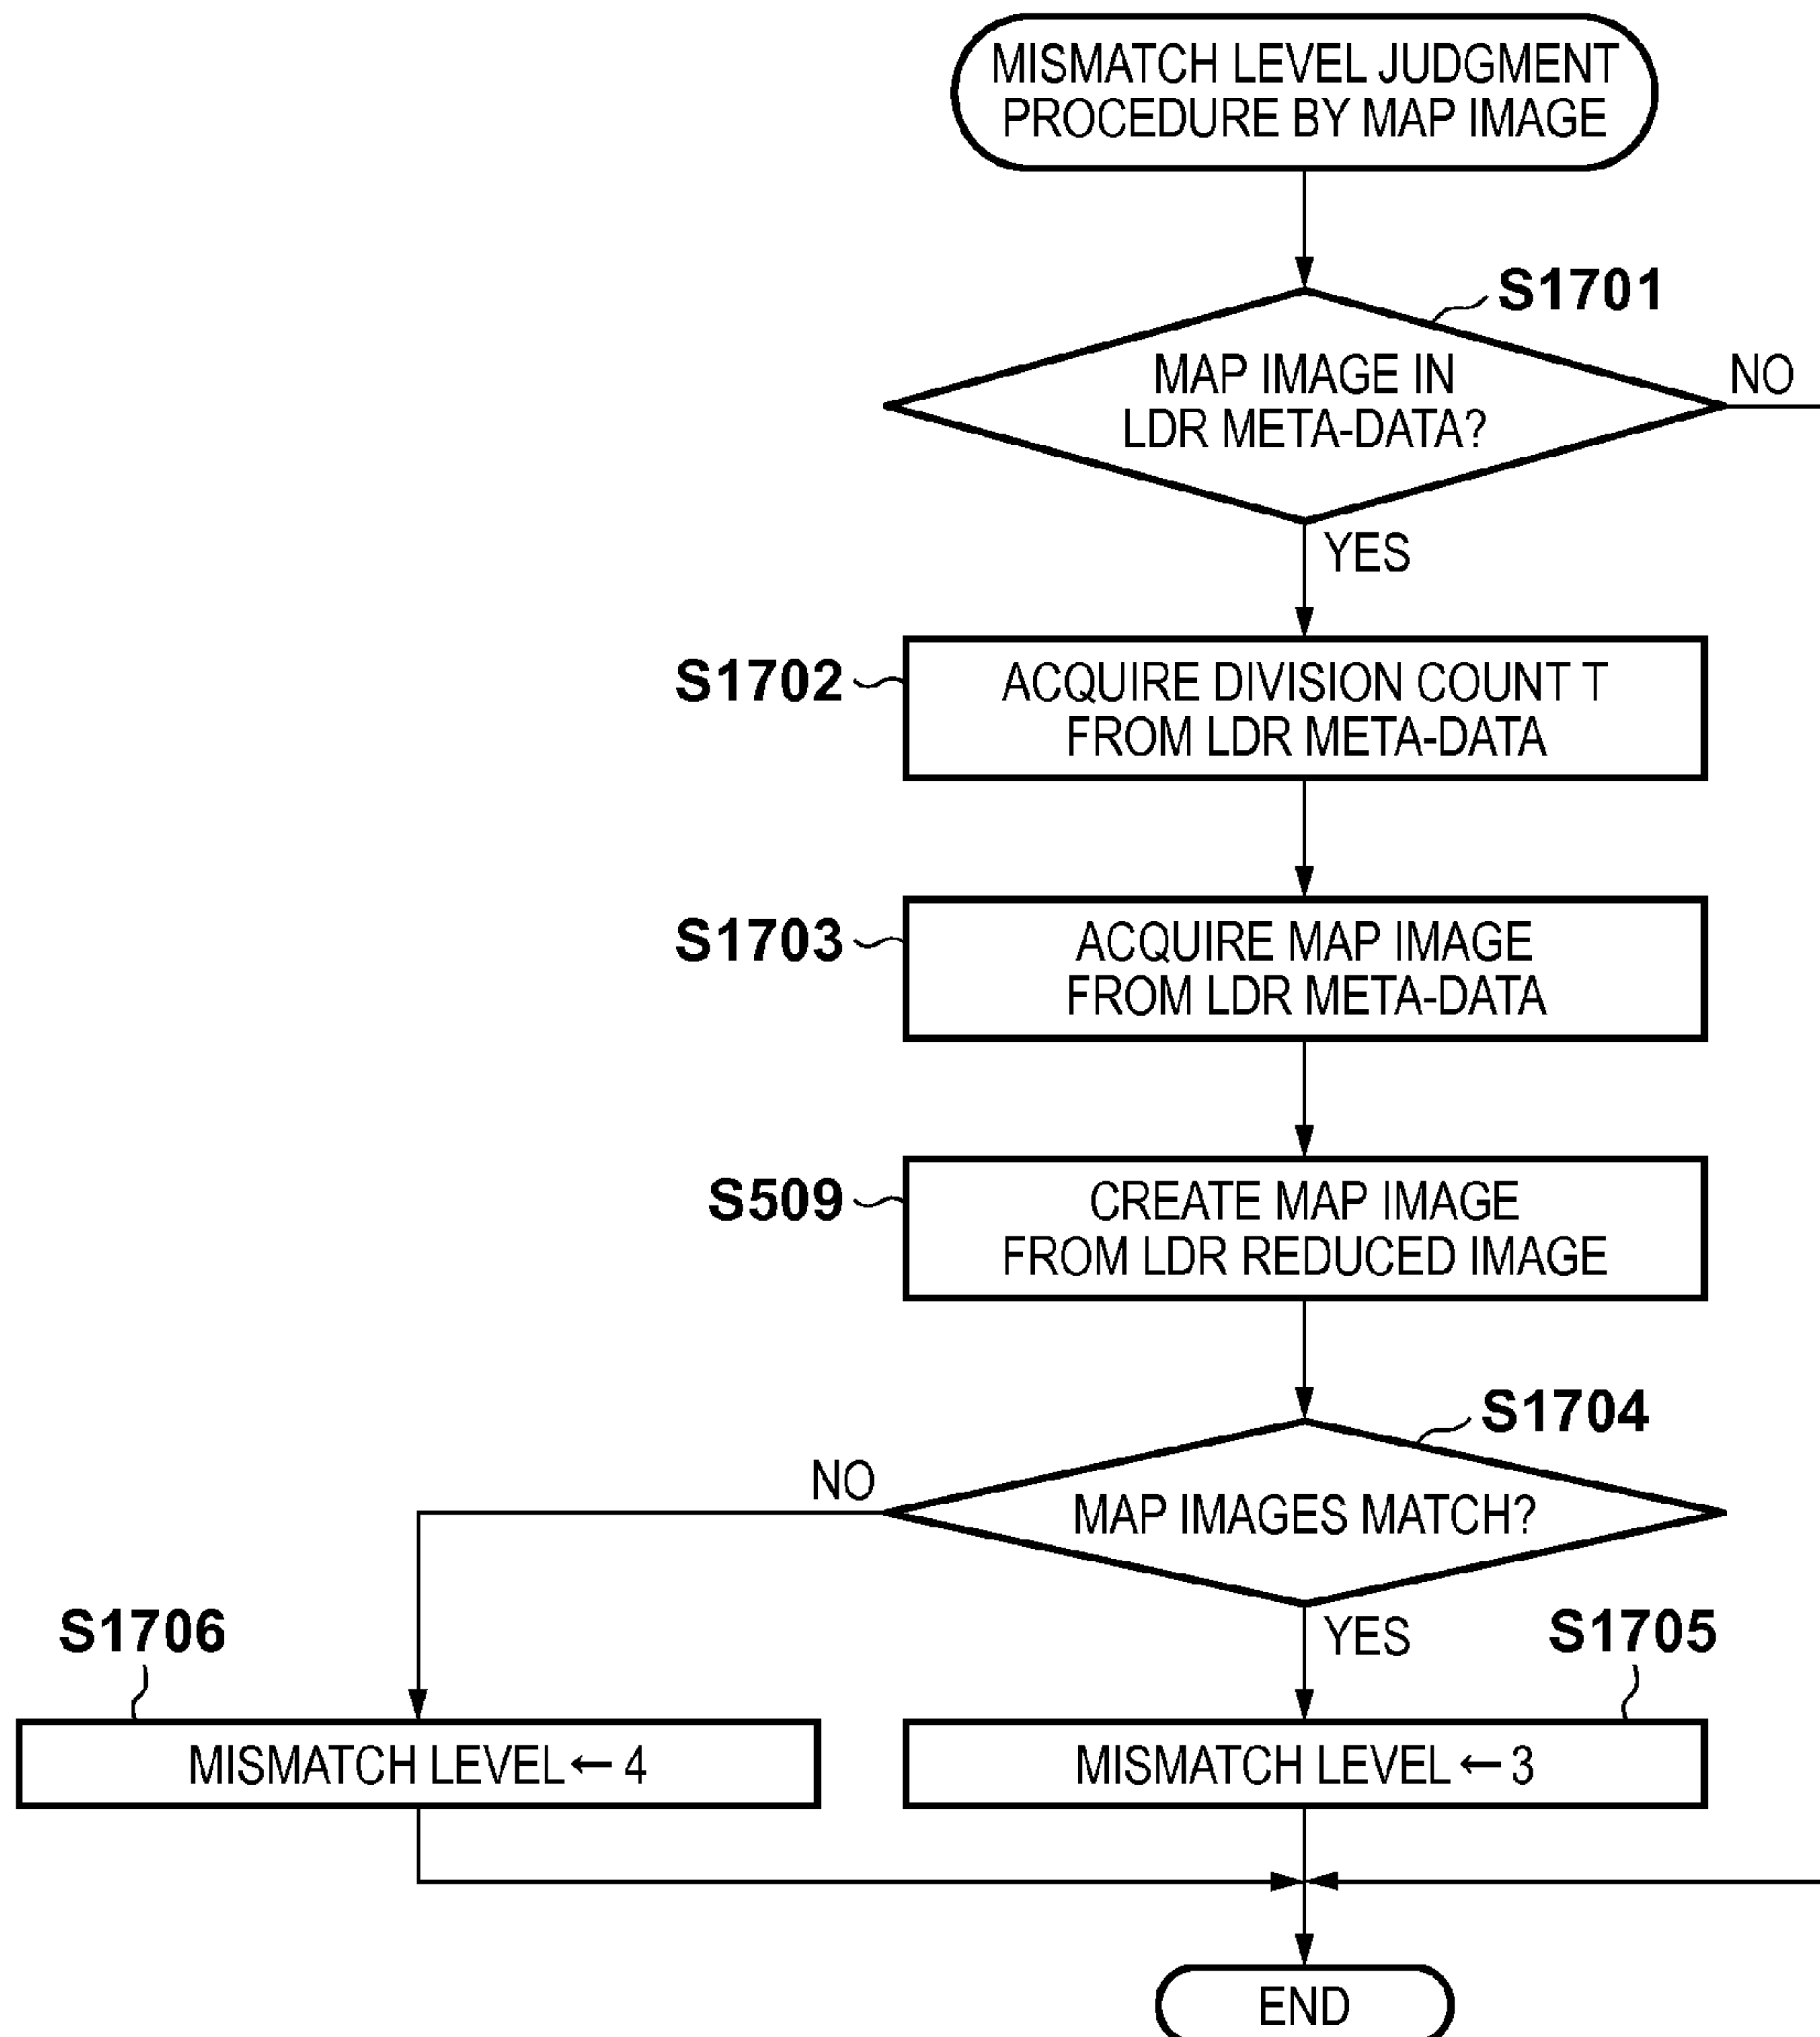 MISMATCH LEVEL JUDGMENT
PROCEDURE BY MAP IMAGE
S1701
MAP IMAGE IN
LDR META-DATA?
NO
YES
S1702
ACQUIRE DIVISION COUNT T
FROM LDR META-DATA
S1703
ACQUIRE MAP IMAGE
FROM LDR META-DATA
S509
CREATE MAP IMAGE
FROM LDR REDUCED IMAGE
S1704
NO
MAP IMAGES MATCH?
YES
S1706
S1705
MISMATCH LEVEL ← 4
MISMATCH LEVEL ← 3
END